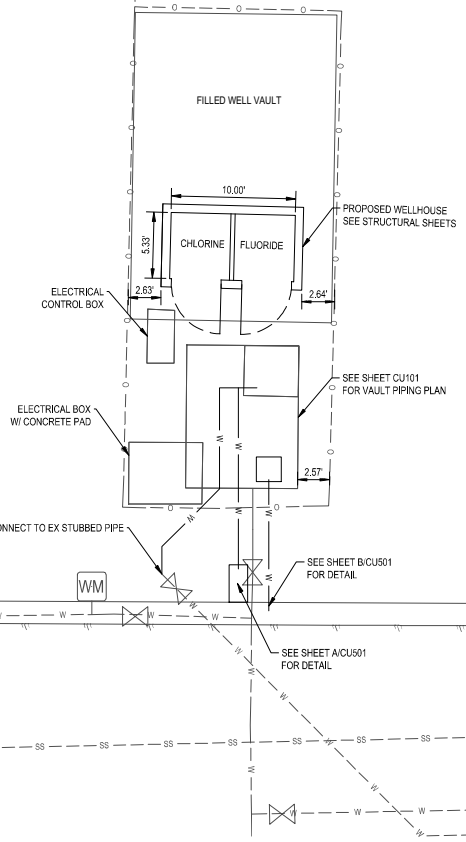 FILLED WELL VAULT
10.00'
PROPOSED WELLHOUSE
SEE STRUCTURAL SHEETS
5.33'
CHLORINE
FLUORIDE
2.63'
2.64'
ELECTRICAL
CONTROL BOX
SEE SHEET CU101
FOR VAULT PIPING PLAN
ELECTRICAL BOX
W/ CONCRETE PAD
2.57'
ONNECT TO EX STUBBED PIPE
SEE SHEET B/CU501
FOR DETAIL
WM
SEE SHEET A/CU501
FOR DETAIL
W W W W
SS SS SS SS SS SS SS
W W W